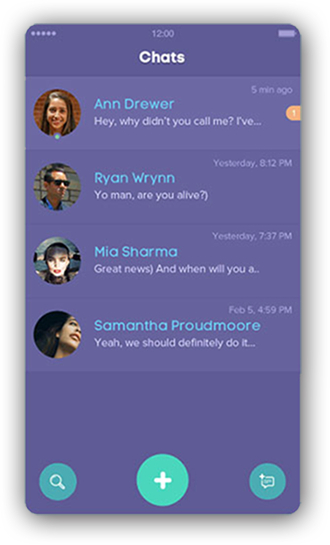 12:00
Chats
5 min ago
Ann Drewer
Hey, why didn't you call me? I've...
1
Yesterday, 8:12 PM
Ryan Wrynn
Yo man, are you alive?)
Yesterday, 7:37 PM
Mia Sharma
Great news) And when will you a..
Feb 5, 4:59 PM
Samantha Proudmoore
Yeah, we should definitely do it...